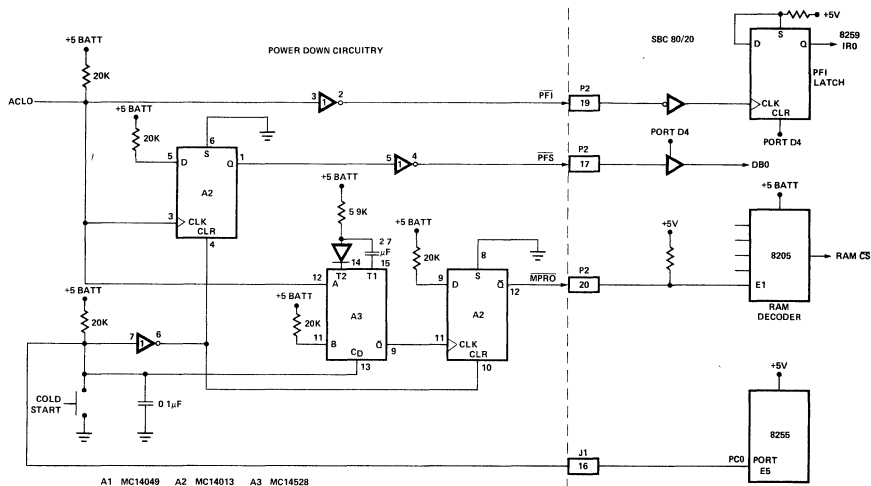 +5 BATT
20K
ACLO
POWER DOWN CIRCUITRY
3
1
2
PFI
P2
19
SBC 80/20
+5V
S
D
Q
8259
IR0
PFI
LATCH
CLK
CLR
PORT D4
+5 BATT
20K
6
S
5
D
Q
1
A2
3
CLK
CLR
4
5
1
4
PFS
P2
17
PORT D4
DB0
+5 BATT
5 9K
2 7
µF
14
15
T2
T1
12
A
A3
+5 BATT
20K
11
B
Q
9
CD
13
+5 BATT
20K
8
S
9
D
Q
12
A2
11
CLK
CLR
10
MPRO
P2
20
+5V
+5 BATT
8205
E1
RAM CS
RAM
DECODER
+5 BATT
20K
7
1
6
COLD
START
0 1µF
+5V
8255
J1
16
PC0
PORT
E5
A1 MC14049 A2 MC14013 A3 MC14528